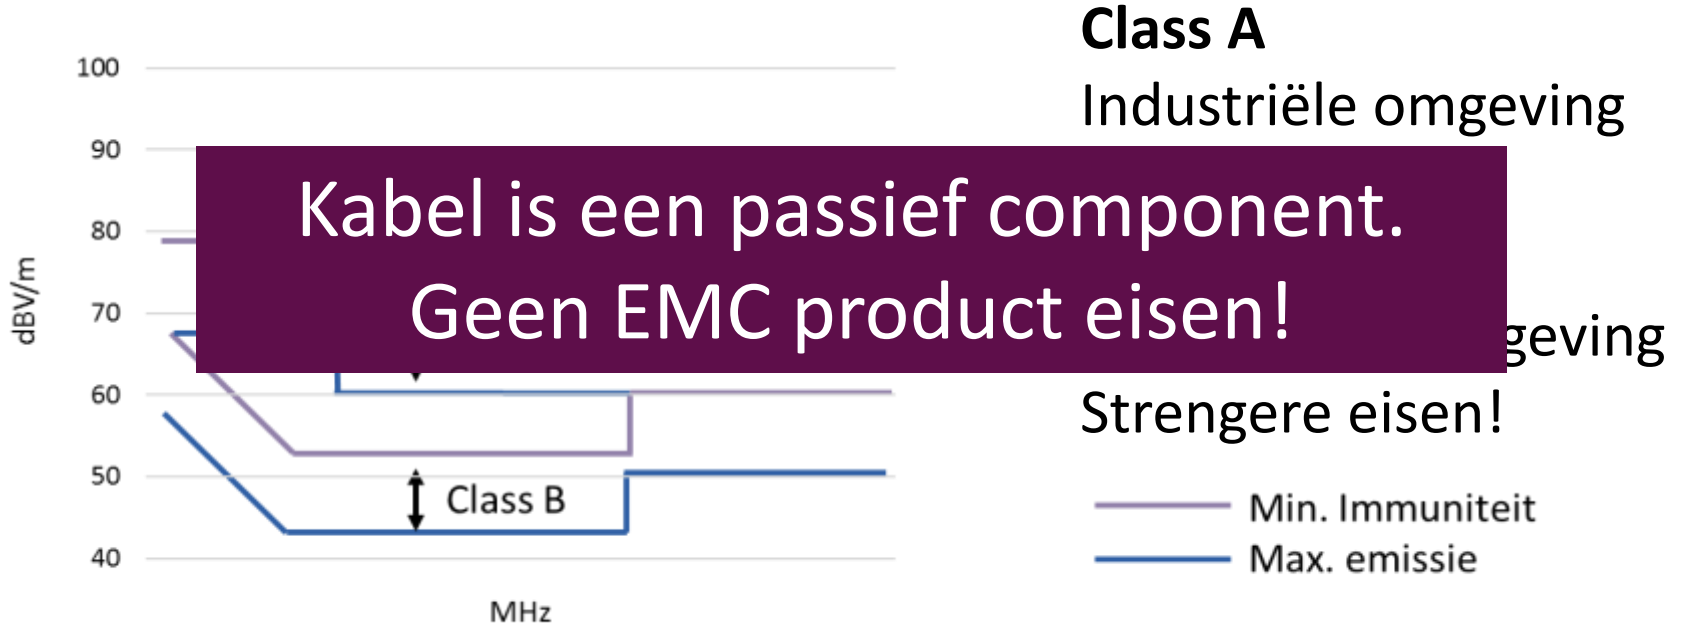 Class A
Industriële omgeving
100
90
80
70
60
50
40
dBV/m
MHz
Kabel is een passief component.
Geen EMC product eisen!
geving
Strengere eisen!
Class B
Min. Immuniteit
Max. emissie